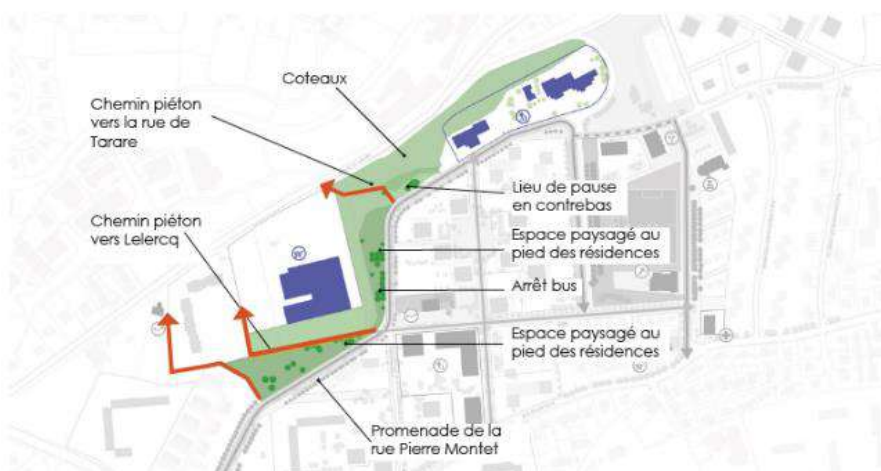 Coteaux
Chemin piéton
vers la rue de
Tarare
Lieu de pause
en contrebas
Chemin piéton
vers Lelercq
Espace paysagé au
pied des résidences
Arrêt bus
Espace paysagé au
pied des résidences
Promenade de la
rue Pierre Montet